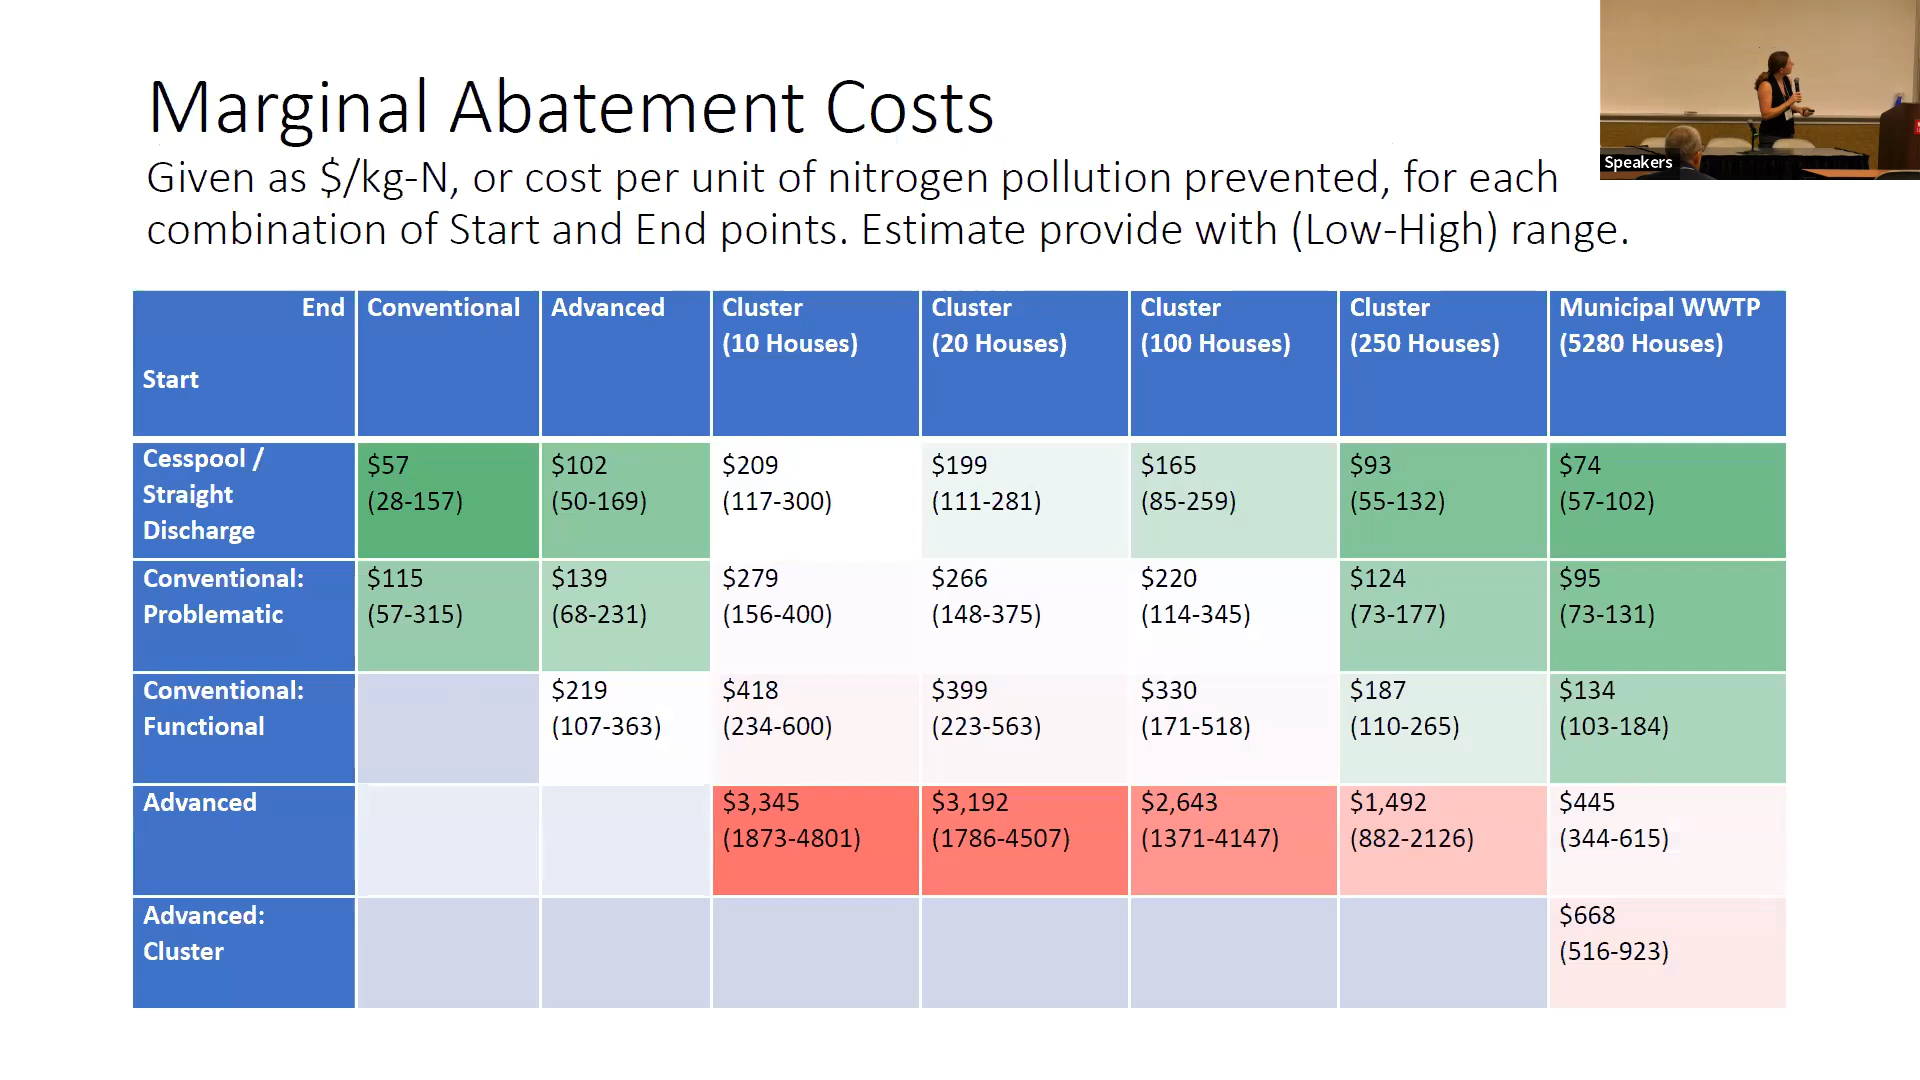 Marginal Abatement Costs
Given as $/kg-N, or cost per unit of nitrogen pollution prevented, for each
combination of Start and End points. Estimate provide with (Low-High) range.
Speakers
End
Start
Conventional
Advanced
Cluster
(10 Houses)
Cluster
(20 Houses)
Cluster
(100 Houses)
Cluster
(250 Houses)
Municipal WWTP
(5280 Houses)
Cesspool /
Straight
Discharge
$57
(28-157)
$102
(50-169)
$209
(117-300)
$199
(111-281)
$165
(85-259)
$93
(55-132)
$74
(57-102)
Conventional:
Problematic
$115
(57-315)
$139
(68-231)
$279
(156-400)
$266
(148-375)
$220
(114-345)
$124
(73-177)
$95
(73-131)
Conventional:
Functional
$219
(107-363)
$418
(234-600)
$399
(223-563)
$330
(171-518)
$187
(110-265)
$134
(103-184)
Advanced
$3,345
(1873-4801)
$3,192
(1786-4507)
$2,643
(1371-4147)
$1,492
(882-2126)
$445
(344-615)
Advanced:
Cluster
$668
(516-923)